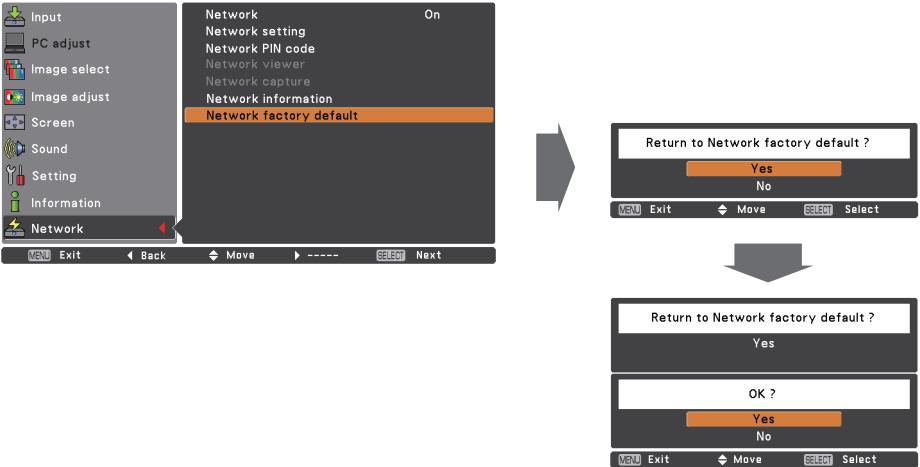 Input
PC adjust
Image select
Image adjust
Screen
Sound
Setting
Information
Network
Network On
Network setting
Network PIN code
Network viewer
Network capture
Network information
Network factory default
MENU Exit Back Move ----- SELECT Next
Return to Network factory default ?
Yes
No
MENU Exit Move SELECT Select
Return to Network factory default ?
Yes
OK ?
Yes
No
MENU Exit Move SELECT Select